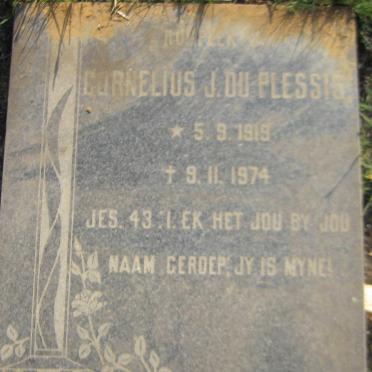 CORNELIUS J. DU PLESSIS
★ 5.9.1919
† 9.11.1974
JES. 43:1. EK HET JOU BY JOU
NAAM GEROEP, JY IS MYNE!